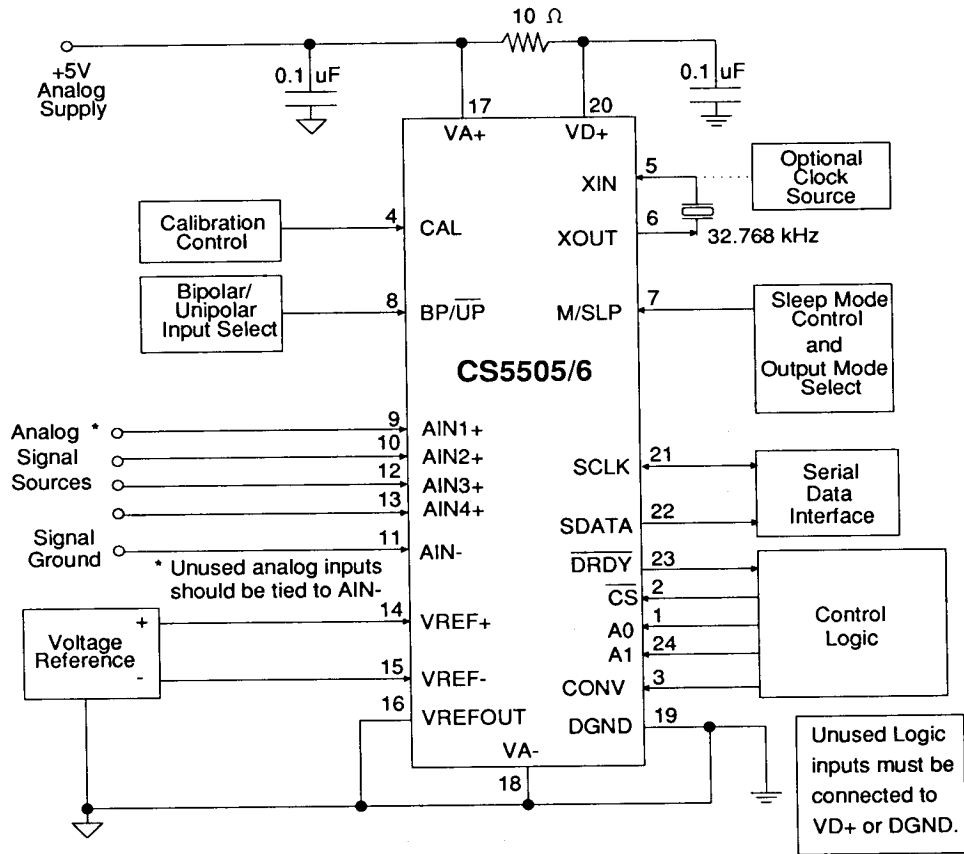 10 Ω
+5V
Analog
Supply
0.1 uF
0.1 uF
17
20
VA+
VD+
Optional
Clock
Source
5
XIN
6
XOUT
32.768 kHz
Calibration
Control
4
CAL
Bipolar/
Unipolar
Input Select
8
BP/U̅P̅
7
M/SLP
Sleep Mode
Control
and
Output Mode
Select
CS5505/6
Analog *
Signal
Sources
9
AIN1+
10
AIN2+
12
AIN3+
13
AIN4+
Signal
Ground
11
AIN-
* Unused analog inputs
should be tied to AIN-
21
SCLK
22
SDATA
Serial
Data
Interface
D̅R̅D̅Y̅
23
C̅S̅
2
A0
1
A1
24
CONV
3
Control
Logic
Voltage
Reference
+
-
14
VREF+
15
VREF-
16
VREFOUT
DGND
19
VA-
18
Unused Logic
inputs must be
connected to
VD+ or DGND.